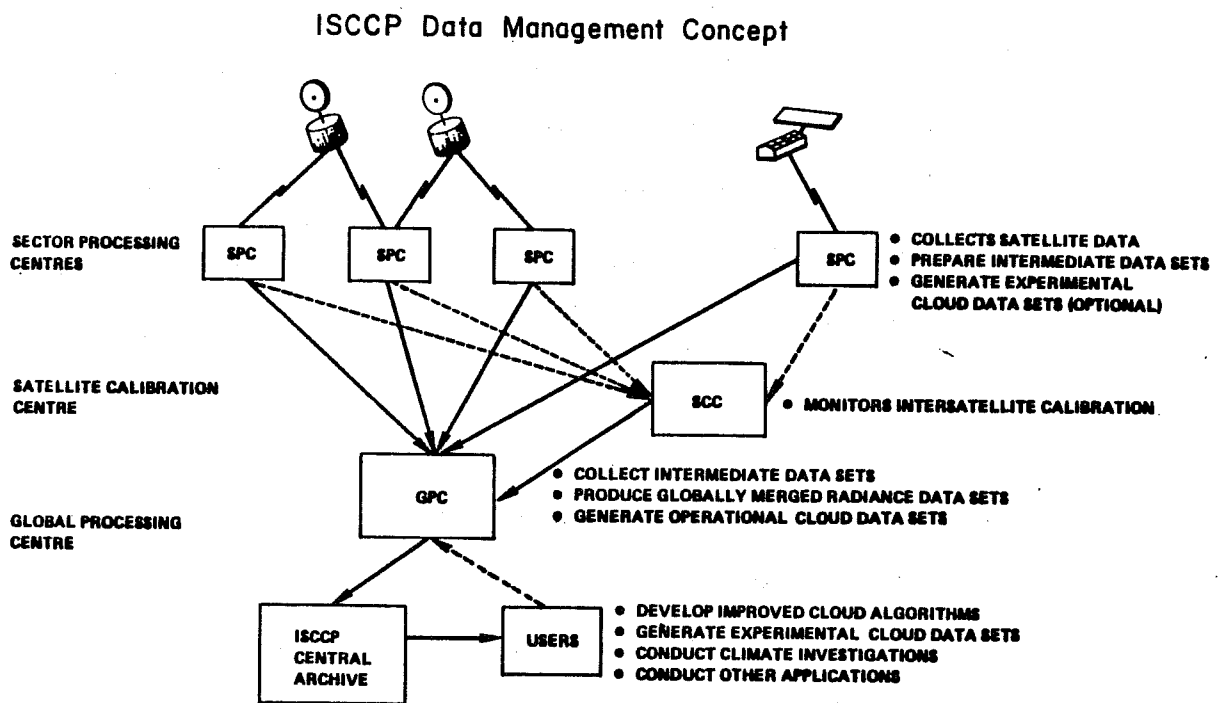 ISCCP Data Management Concept
SECTOR PROCESSING
CENTRES
SPC
SPC
SPC
SPC
• COLLECTS SATELLITE DATA
• PREPARE INTERMEDIATE DATA SETS
• GENERATE EXPERIMENTAL
CLOUD DATA SETS (OPTIONAL)
SATELLITE CALIBRATION
CENTRE
SCC
• MONITORS INTERSATELLITE CALIBRATION
GLOBAL PROCESSING
CENTRE
GPC
• COLLECT INTERMEDIATE DATA SETS
• PRODUCE GLOBALLY MERGED RADIANCE DATA SETS
• GENERATE OPERATIONAL CLOUD DATA SETS
ISCCP
CENTRAL
ARCHIVE
USERS
• DEVELOP IMPROVED CLOUD ALGORITHMS
• GENERATE EXPERIMENTAL CLOUD DATA SETS
• CONDUCT CLIMATE INVESTIGATIONS
• CONDUCT OTHER APPLICATIONS